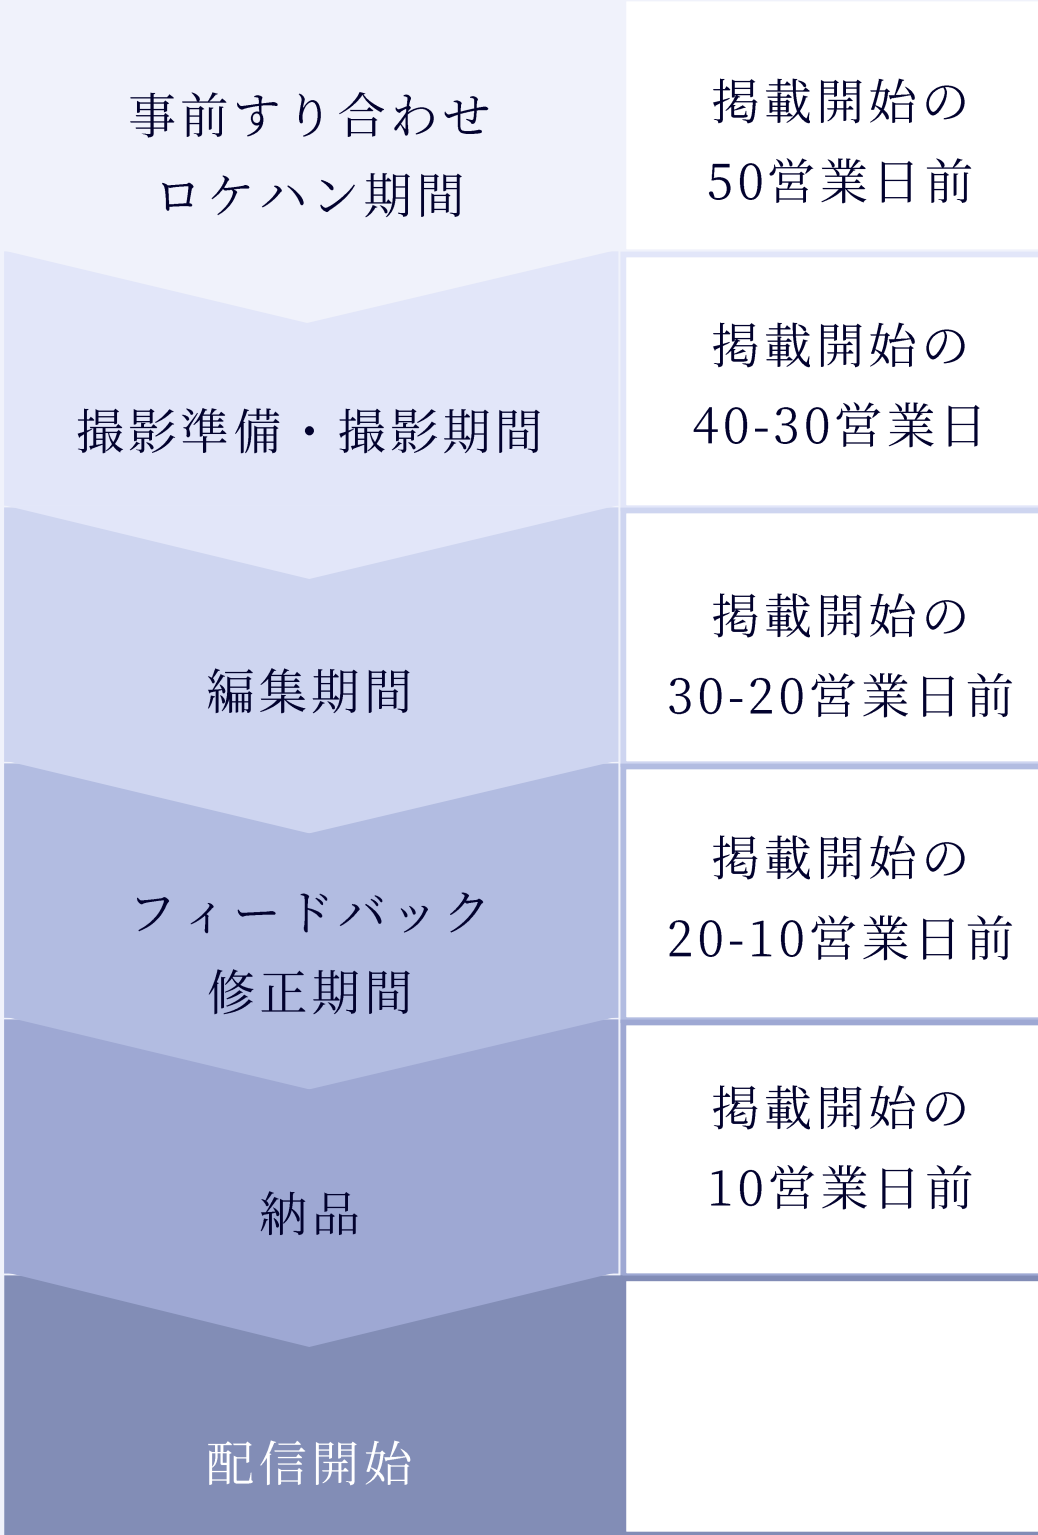 事前すり合わせ
ロケハン期間
掲載開始の
50営業日前
撮影準備・撮影期間
掲載開始の
40-30営業日
編集期間
掲載開始の
30-20営業日前
フィードバック
修正期間
掲載開始の
20-10営業日前
納品
掲載開始の
10営業日前
配信開始